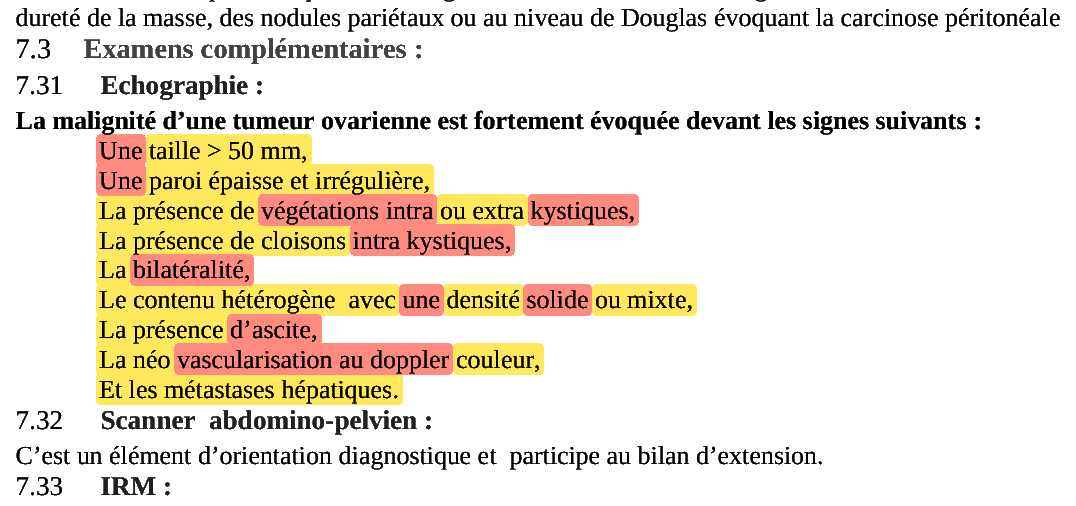 dureté de la masse, des nodules pariétaux ou au niveau de Douglas évoquant la carcinose péritonéale
7.3 Examens complémentaires :
7.31 Echographie :
La malignité d’une tumeur ovarienne est fortement évoquée devant les signes suivants :
Une taille > 50 mm,
Une paroi épaisse et irrégulière,
La présence de végétations intra ou extra kystiques,
La présence de cloisons intra kystiques,
La bilatéralité,
Le contenu hétérogène avec une densité solide ou mixte,
La présence d’ascite,
La néo vascularisation au doppler couleur,
Et les métastases hépatiques.
7.32 Scanner abdomino-pelvien :
C’est un élément d’orientation diagnostique et participe au bilan d’extension.
7.33 IRM :